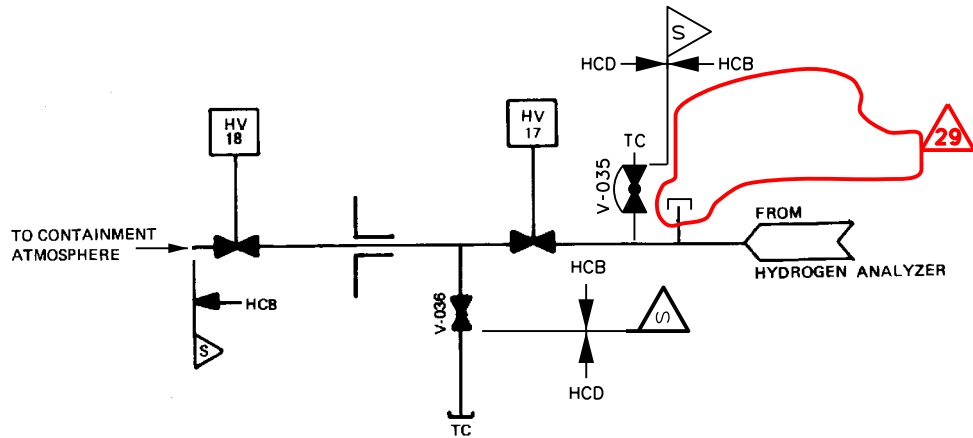 S
HCD
HCB
HV
18
HV
17
TC
V-035
29
TO CONTAINMENT
ATMOSPHERE
FROM
HYDROGEN ANALYZER
HCB
HCB
V-036
S
S
HCD
TC